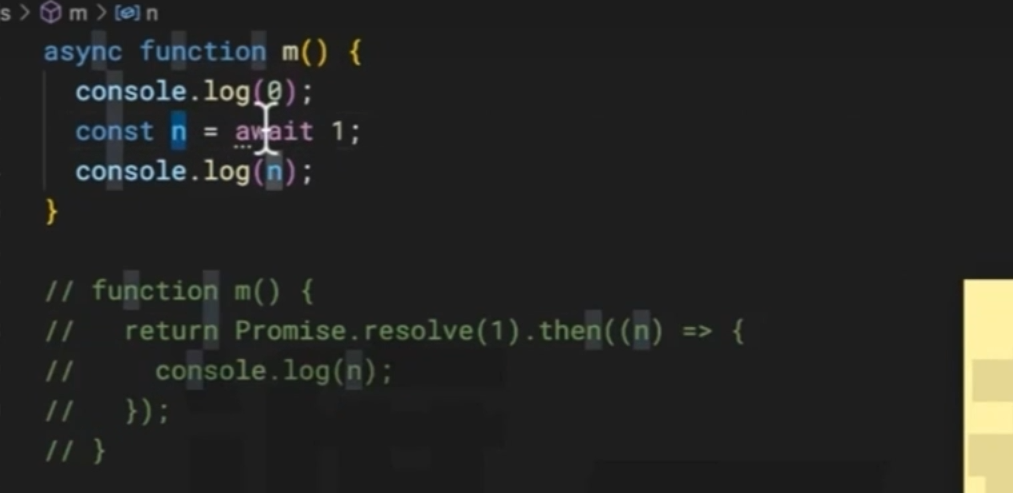 s > m > n
async function m() {
  console.log(0);
  const n = await 1;
  console.log(n);
}
// function m() {
//   return Promise.resolve(1).then((n) => {
//     console.log(n);
//   });
// }